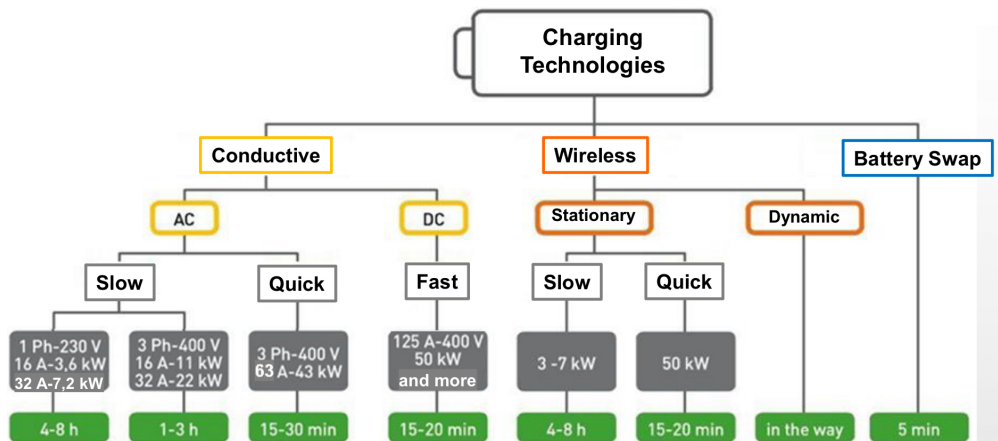 Charging
Technologies
Conductive
Wireless
Battery Swap
AC
DC
Stationary
Dynamic
Slow
Quick
Fast
Slow
Quick
1 Ph-230 V
16 A-3,6 kW
32 A-7,2 kW
3 Ph-400 V
16 A-11 kW
32 A-22 kW
3 Ph-400 V
63 A-43 kW
125 A-400 V
50 kW
and more
3 -7 kW
50 kW
4-8 h
1-3 h
15-30 min
15-20 min
4-8 h
15-20 min
in the way
5 min